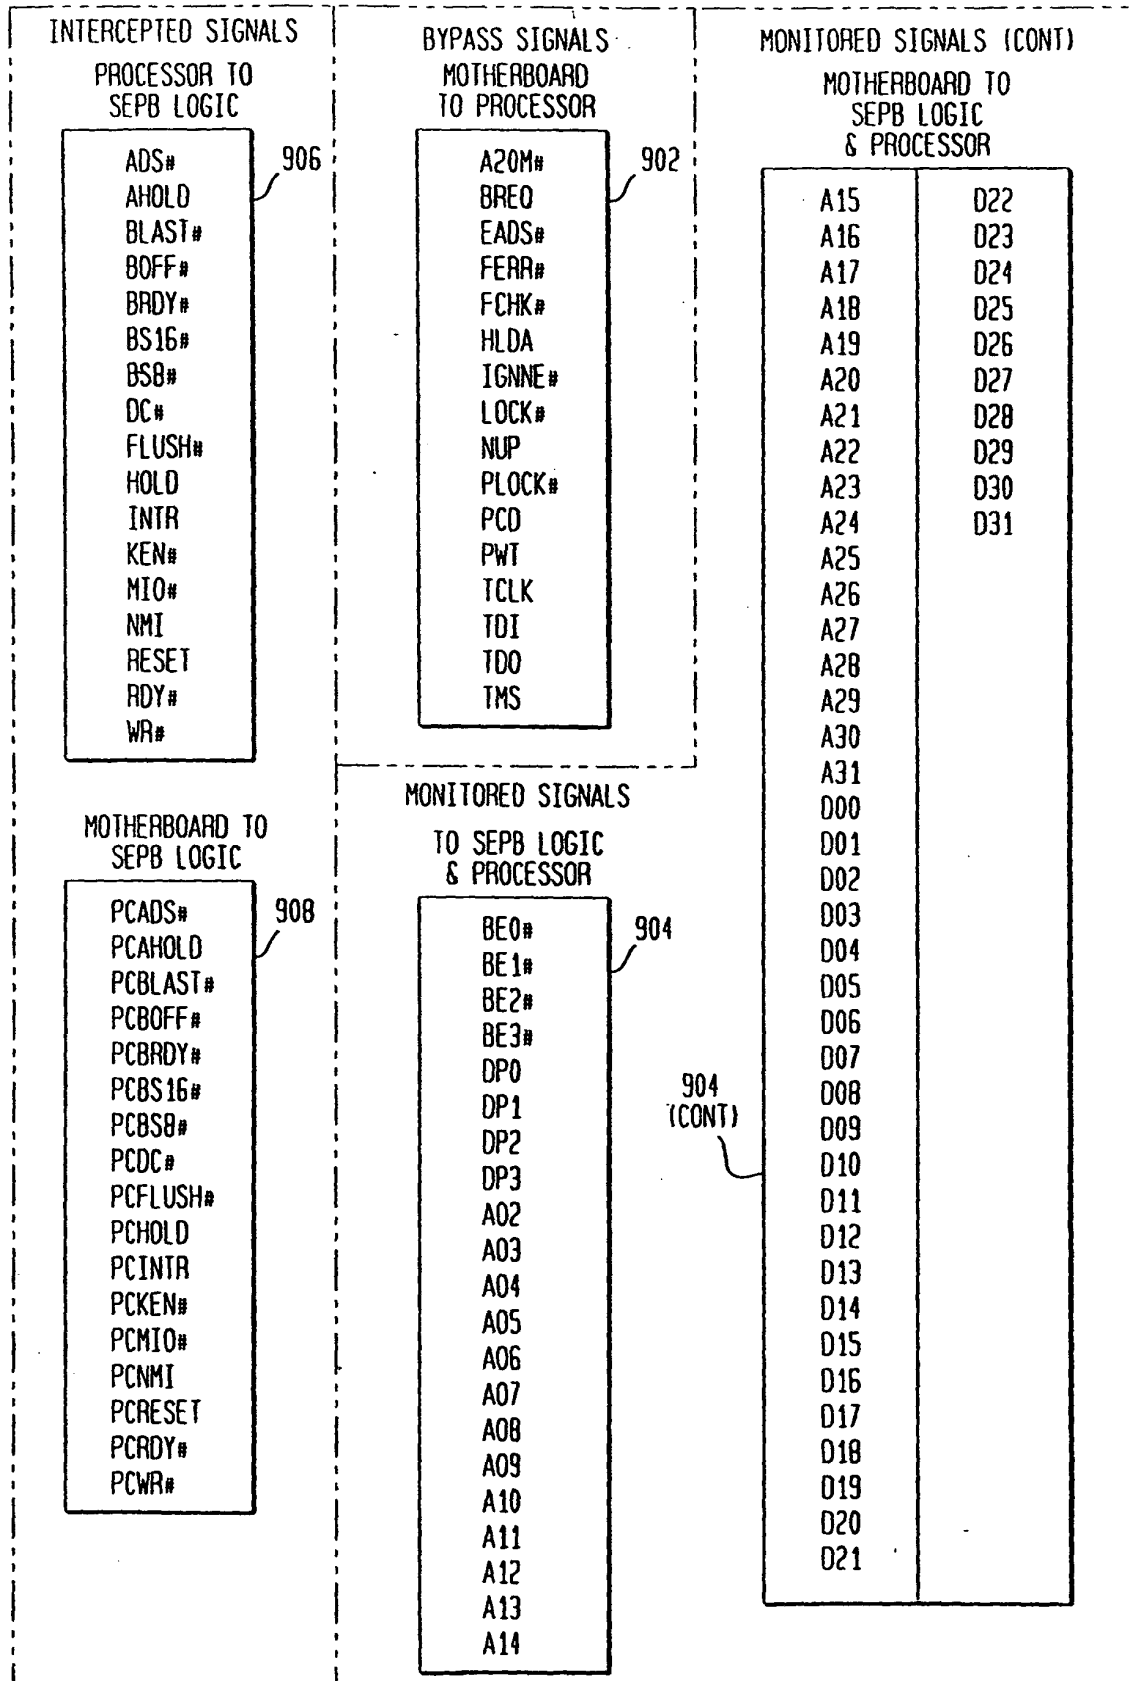 INTERCEPTED SIGNALS
PROCESSOR TO
SEPB LOGIC
906
ADS#
AHOLD
BLAST#
BOFF#
BRDY#
BS16#
BS8#
DC#
FLUSH#
HOLD
INTR
KEN#
MIO#
NMI
RESET
RDY#
WR#
MOTHERBOARD TO
SEPB LOGIC
908
PCADS#
PCAHOLD
PCBLAST#
PCBOFF#
PCBRDY#
PCBS16#
PCBS8#
PCDC#
PCFLUSH#
PCHOLD
PCINTR
PCKEN#
PCMIO#
PCNMI
PCRESET
PCRDY#
PCWR#
BYPASS SIGNALS
MOTHERBOARD
TO PROCESSOR
902
A20M#
BREQ
EADS#
FERR#
FCHK#
HLDA
IGNNE#
LOCK#
NUP
PLOCK#
PCD
PWT
TCLK
TDI
TDO
TMS
MONITORED SIGNALS
TO SEPB LOGIC
& PROCESSOR
904
BE0#
BE1#
BE2#
BE3#
DP0
DP1
DP2
DP3
A02
A03
A04
A05
A06
A07
A08
A09
A10
A11
A12
A13
A14
MONITORED SIGNALS (CONT)
MOTHERBOARD TO
SEPB LOGIC
& PROCESSOR
904
(CONT)
A15
A16
A17
A18
A19
A20
A21
A22
A23
A24
A25
A26
A27
A28
A29
A30
A31
D00
D01
D02
D03
D04
D05
D06
D07
D08
D09
D10
D11
D12
D13
D14
D15
D16
D17
D18
D19
D20
D21
D22
D23
D24
D25
D26
D27
D28
D29
D30
D31